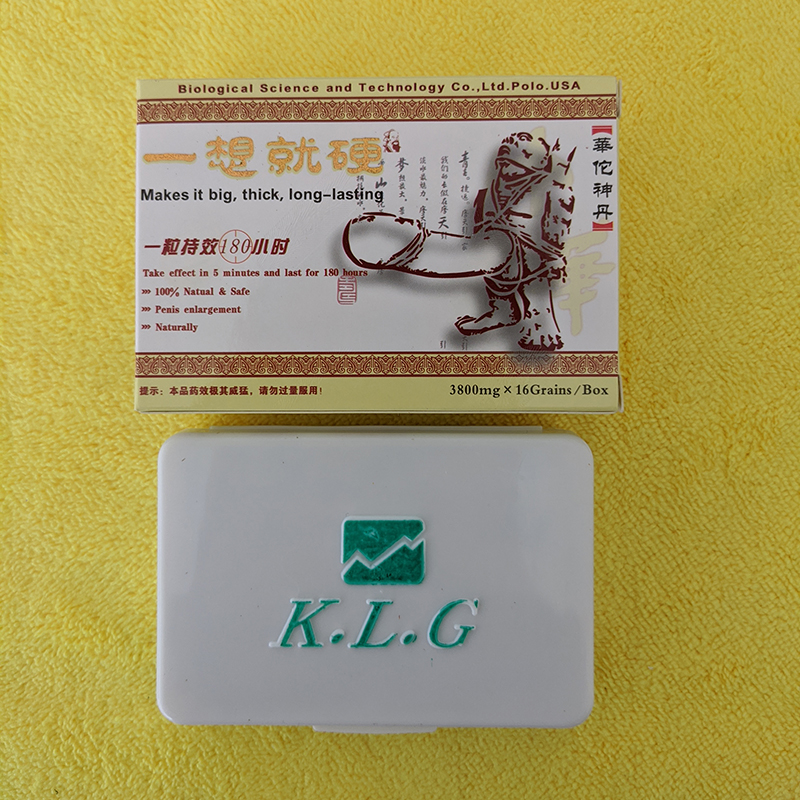 Biological Science and Technology Co.,Ltd.Polo.USA
一想就硬
Makes it big, thick, long-lasting
一粒持效180小时
Take effect in 5 minutes and last for 180 hours
»» 100% Natual & Safe
»» Penis enlargement
»» Naturally
【華佗神丹】
華
提示：本品药效极其威猛，请勿过量服用！
3800mg×16Grains/Box
K.L.G